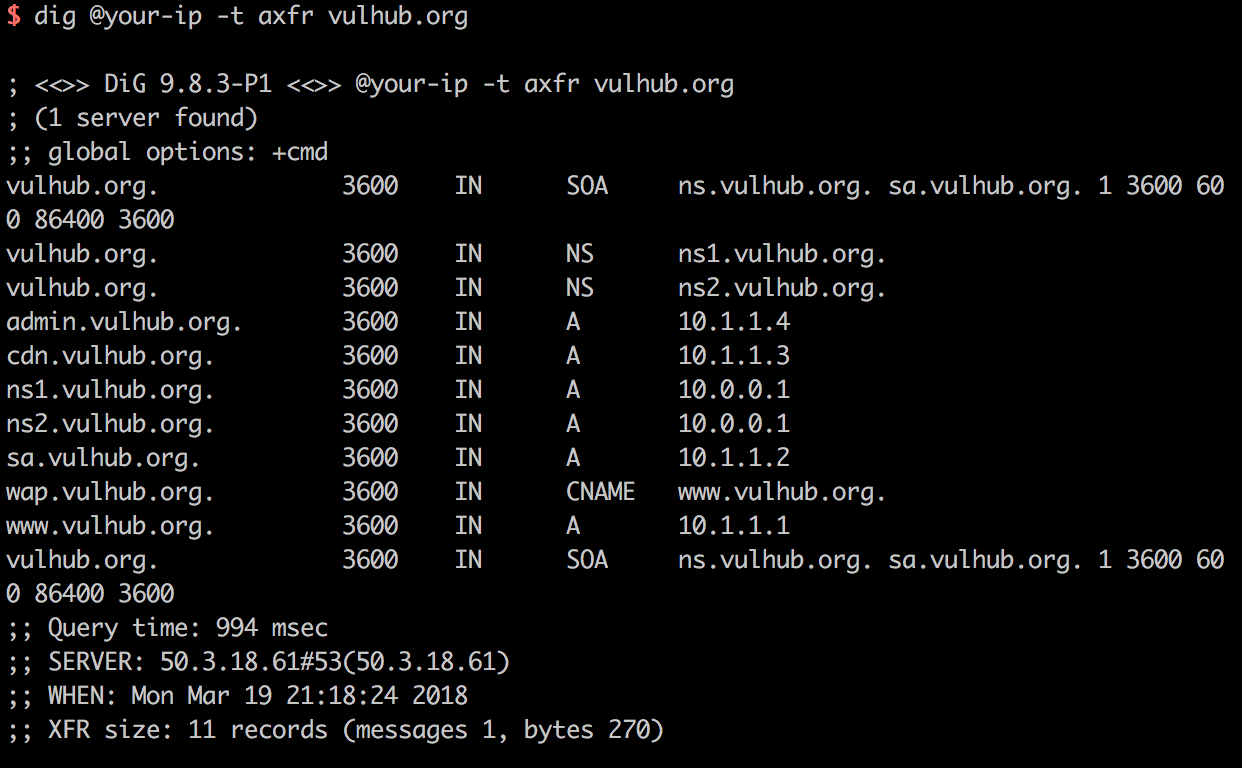 $ dig @your-ip -t axfr vulhub.org
; <<>> DiG 9.8.3-P1 <<>> @your-ip -t axfr vulhub.org
; (1 server found)
;; global options: +cmd
vulhub.org. 3600 IN SOA ns.vulhub.org. sa.vulhub.org. 1 3600 60
0 86400 3600
vulhub.org. 3600 IN NS ns1.vulhub.org.
vulhub.org. 3600 IN NS ns2.vulhub.org.
admin.vulhub.org. 3600 IN A 10.1.1.4
cdn.vulhub.org. 3600 IN A 10.1.1.3
ns1.vulhub.org. 3600 IN A 10.0.0.1
ns2.vulhub.org. 3600 IN A 10.0.0.1
sa.vulhub.org. 3600 IN A 10.1.1.2
wap.vulhub.org. 3600 IN CNAME www.vulhub.org.
www.vulhub.org. 3600 IN A 10.1.1.1
vulhub.org. 3600 IN SOA ns.vulhub.org. sa.vulhub.org. 1 3600 60
0 86400 3600
;; Query time: 994 msec
;; SERVER: 50.3.18.61#53(50.3.18.61)
;; WHEN: Mon Mar 19 21:18:24 2018
;; XFR size: 11 records (messages 1, bytes 270)